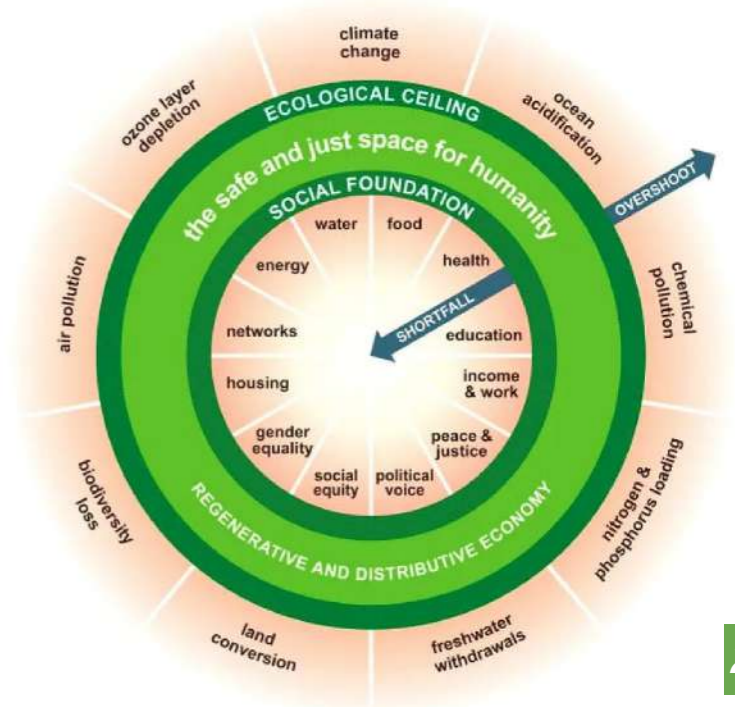 climate
change
ocean
acidification
chemical
pollution
nitrogen &
phosphorus loading
freshwater
withdrawals
land
conversion
biodiversity
loss
air pollution
ozone layer
depletion
ECOLOGICAL CEILING
the safe and just space for humanity
SOCIAL FOUNDATION
OVERSHOOT
SHORTFALL
water
food
health
education
income
& work
peace &
justice
political
voice
social
equity
gender
equality
housing
networks
energy
REGENERATIVE AND DISTRIBUTIVE ECONOMY